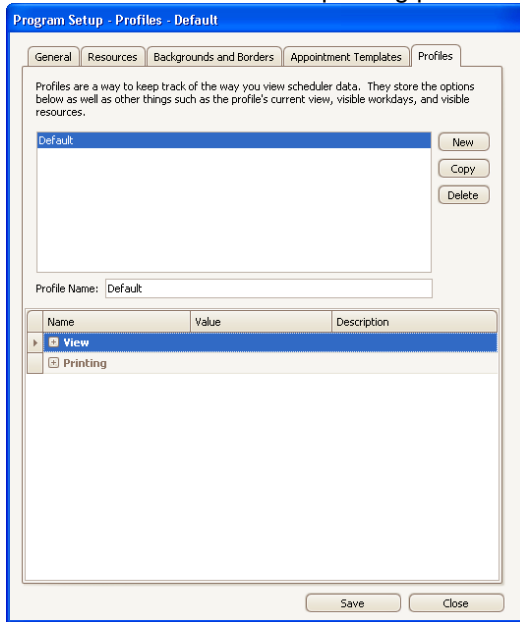 Program Setup - Profiles - Default
General Resources Backgrounds and Borders Appointment Templates Profiles
Profiles are a way to keep track of the way you view scheduler data. They store the options
below as well as other things such as the profile's current view, visible workdays, and visible
resources.
Default
New
Copy
Delete
Profile Name: Default
Name Value Description
View
Printing
Save Close